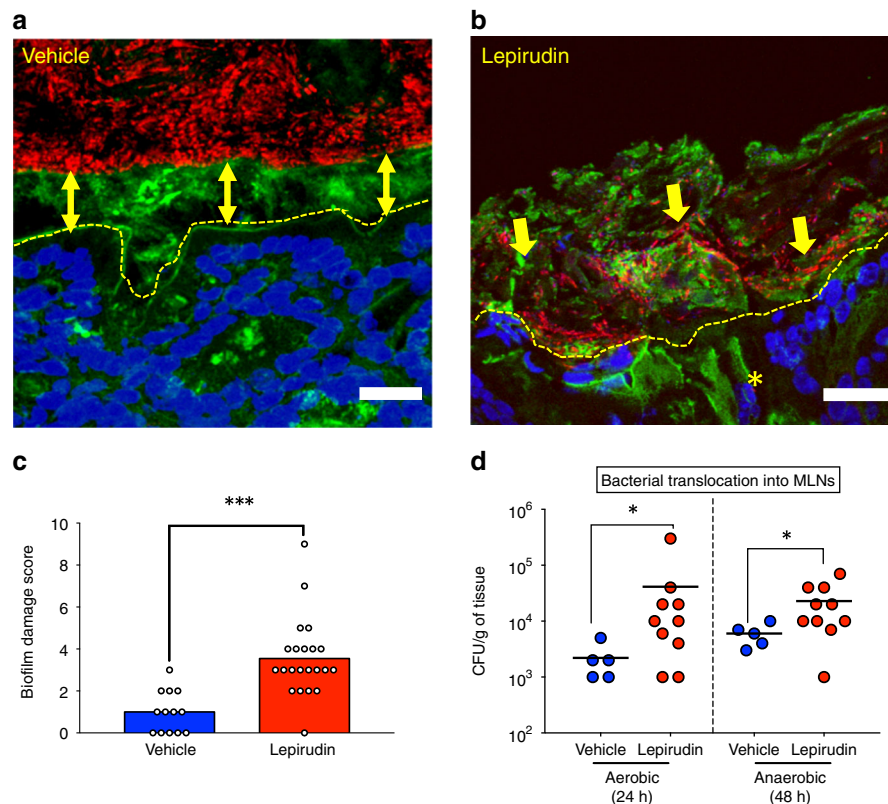 a
Vehicle
b
Lepirudin
*
c
***
10
8
6
4
2
0
Biofilm damage score
Vehicle
Lepirudin
d
Bacterial translocation into MLNs
*
*
10⁶
10⁵
10⁴
10³
10²
CFU/g of tissue
Vehicle Lepirudin Vehicle Lepirudin
Aerobic
(24 h)
Anaerobic
(48 h)